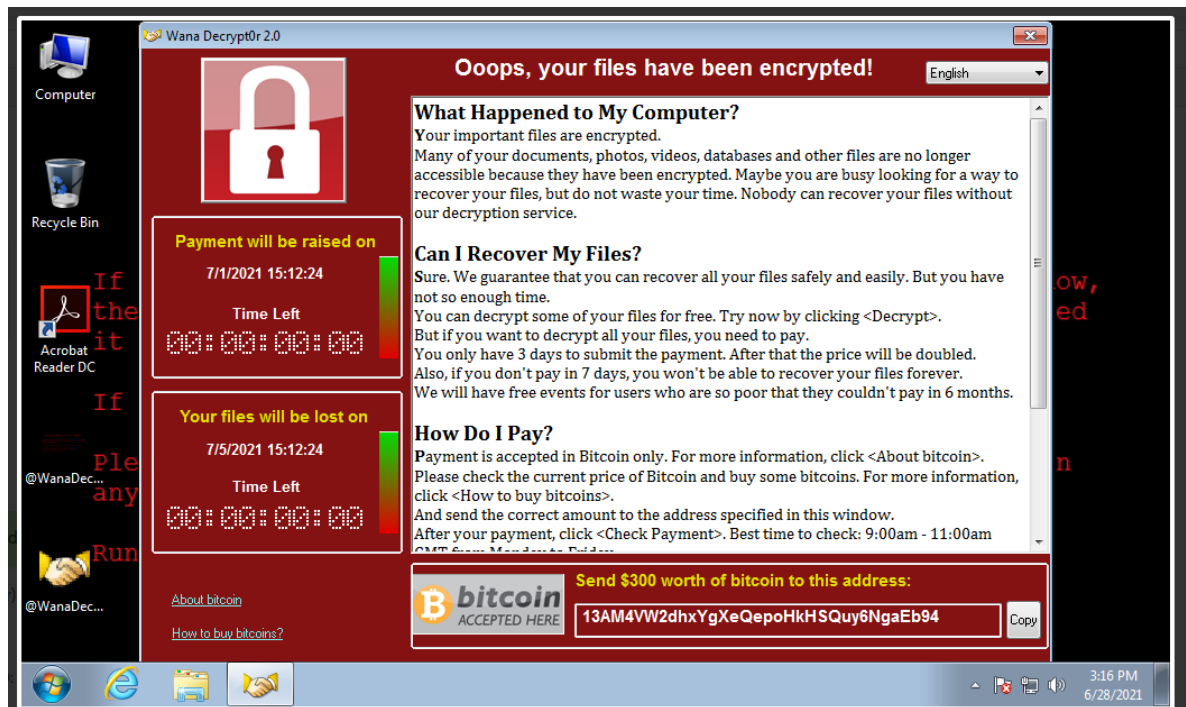 Wana Decrypt0r 2.0
Computer
Recycle Bin
Acrobat
Reader DC
@WanaDec...
@WanaDec...
If
the
it
If
Ple
any
Run
ow,
ed
n
Ooops, your files have been encrypted!
English
Payment will be raised on
7/1/2021 15:12:24
Time Left
00:00:00:00
Your files will be lost on
7/5/2021 15:12:24
Time Left
00:00:00:00
About bitcoin
How to buy bitcoins?
What Happened to My Computer?
Your important files are encrypted.
Many of your documents, photos, videos, databases and other files are no longer
accessible because they have been encrypted. Maybe you are busy looking for a way to
recover your files, but do not waste your time. Nobody can recover your files without
our decryption service.
Can I Recover My Files?
Sure. We guarantee that you can recover all your files safely and easily. But you have
not so enough time.
You can decrypt some of your files for free. Try now by clicking <Decrypt>.
But if you want to decrypt all your files, you need to pay.
You only have 3 days to submit the payment. After that the price will be doubled.
Also, if you don't pay in 7 days, you won't be able to recover your files forever.
We will have free events for users who are so poor that they couldn't pay in 6 months.
How Do I Pay?
Payment is accepted in Bitcoin only. For more information, click <About bitcoin>.
Please check the current price of Bitcoin and buy some bitcoins. For more information,
click <How to buy bitcoins>.
And send the correct amount to the address specified in this window.
After your payment, click <Check Payment>. Best time to check: 9:00am - 11:00am
GMT from Monday to Friday
bitcoin
ACCEPTED HERE
Send $300 worth of bitcoin to this address:
13AM4VW2dhxYgXeQepoHkHSQuy6NgaEb94
Copy
3:16 PM
6/28/2021